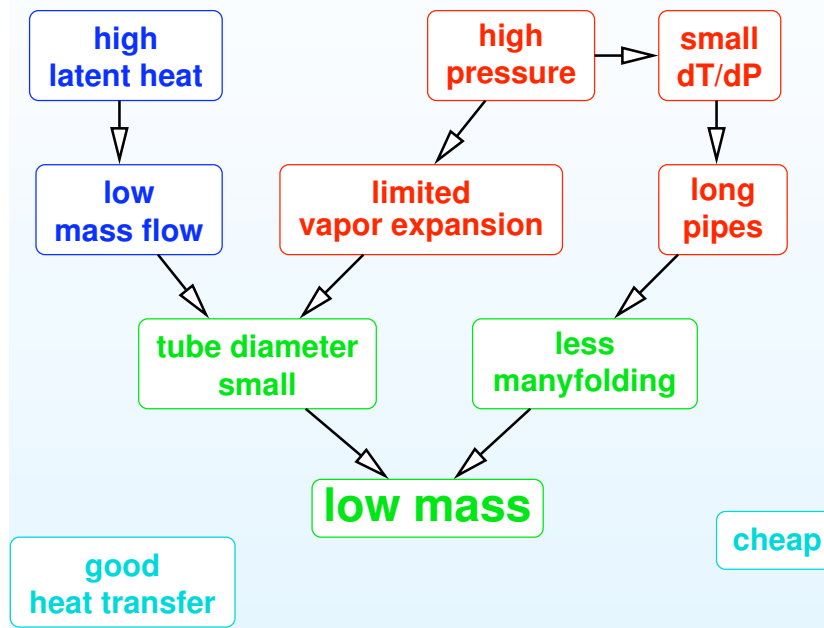 high
latent heat
high
pressure
small
dT/dP
low
mass flow
limited
vapor expansion
long
pipes
tube diameter
small
less
manyfolding
low mass
good
heat transfer
cheap